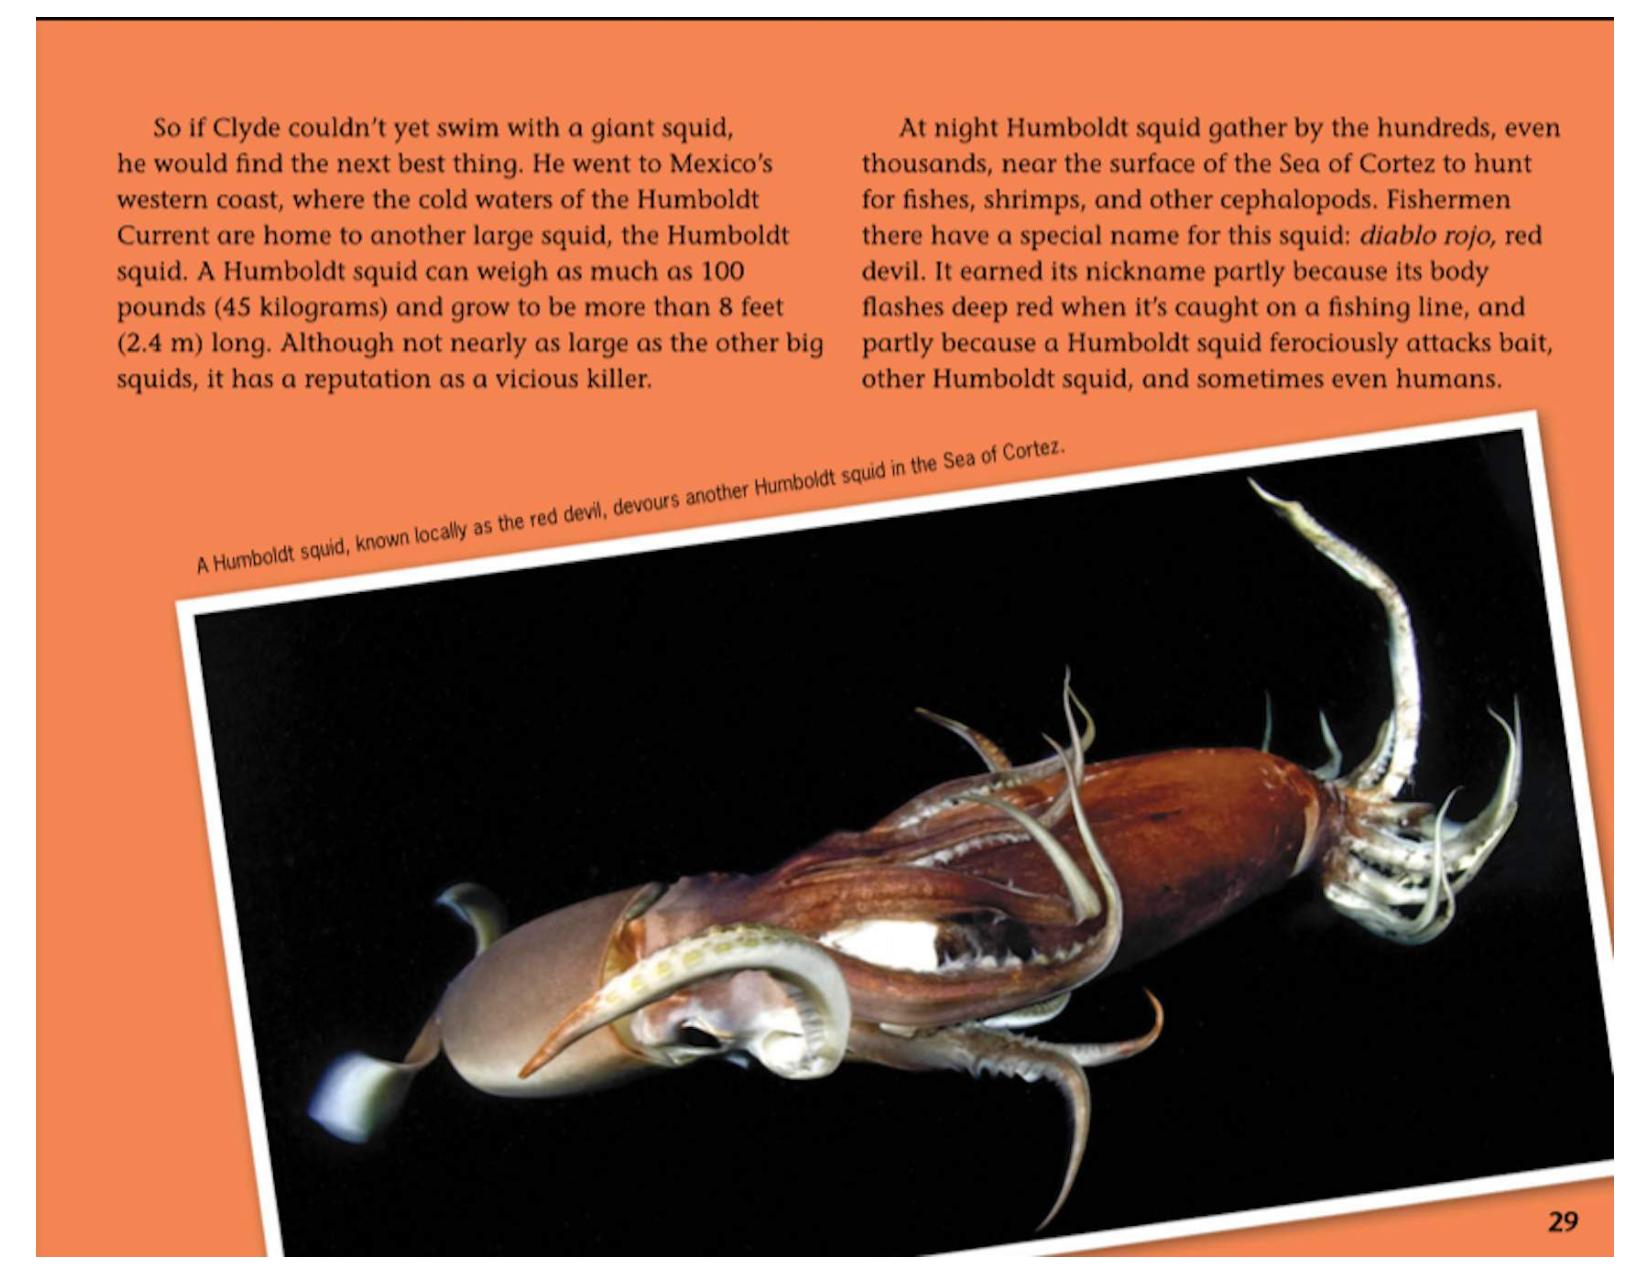 So if Clyde couldn't yet swim with a giant squid,
he would find the next best thing. He went to Mexico's
western coast, where the cold waters of the Humboldt
Current are home to another large squid, the Humboldt
squid. A Humboldt squid can weigh as much as 100
pounds (45 kilograms) and grow to be more than 8 feet
(2.4 m) long. Although not nearly as large as the other big
squids, it has a reputation as a vicious killer.
At night Humboldt squid gather by the hundreds, even
thousands, near the surface of the Sea of Cortez to hunt
for fishes, shrimps, and other cephalopods. Fishermen
there have a special name for this squid: diablo rojo, red
devil. It earned its nickname partly because its body
flashes deep red when it's caught on a fishing line, and
partly because a Humboldt squid ferociously attacks bait,
other Humboldt squid, and sometimes even humans.
A Humboldt squid, known locally as the red devil, devours another Humboldt squid in the Sea of Cortez.
29